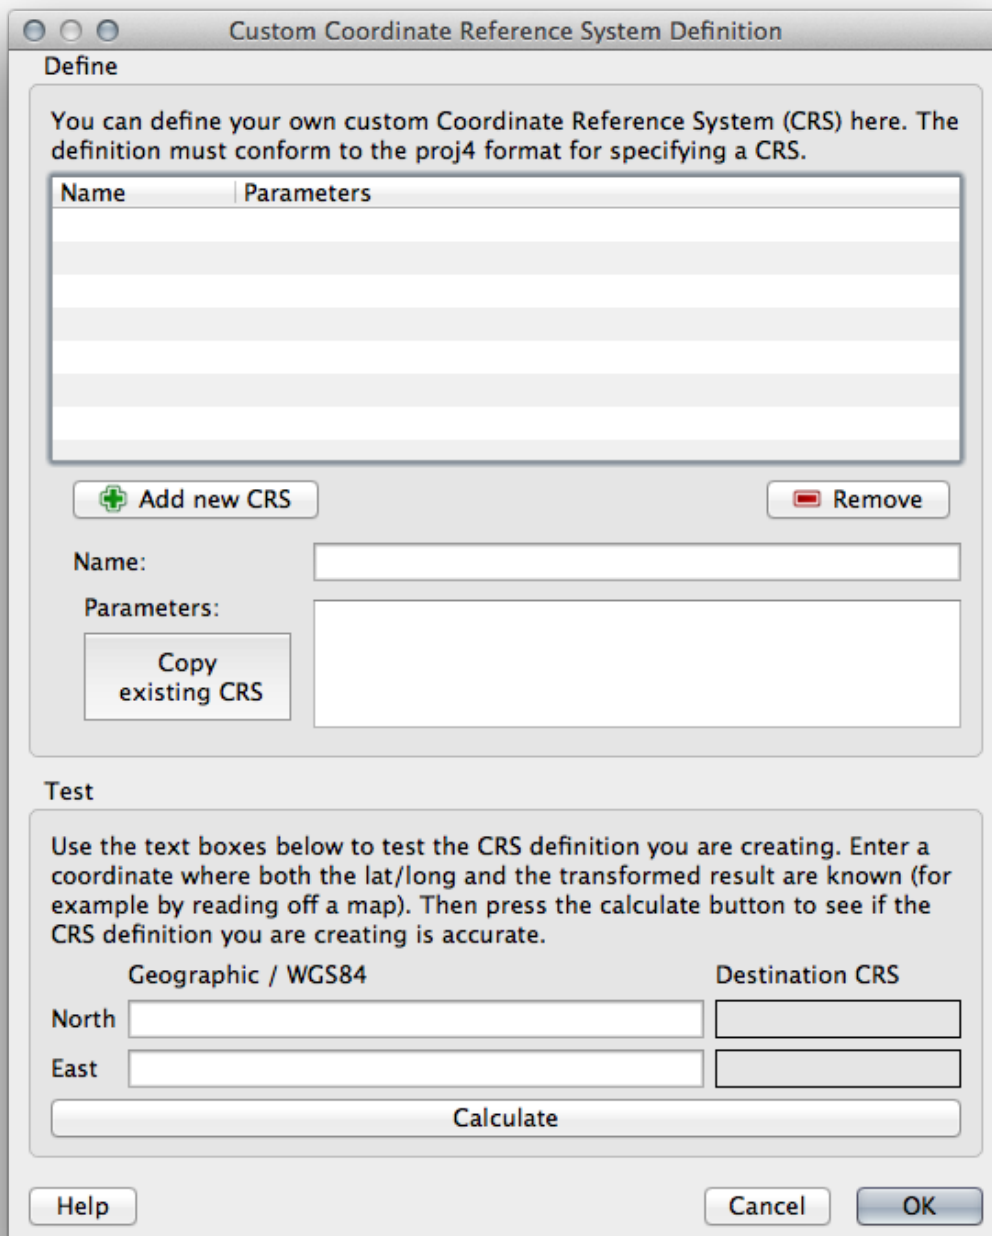 Custom Coordinate Reference System Definition
Define
You can define your own custom Coordinate Reference System (CRS) here. The
definition must conform to the proj4 format for specifying a CRS.
Name Parameters
Add new CRS Remove
Name:
Parameters:
Copy
existing CRS
Test
Use the text boxes below to test the CRS definition you are creating. Enter a
coordinate where both the lat/long and the transformed result are known (for
example by reading off a map). Then press the calculate button to see if the
CRS definition you are creating is accurate.
Geographic / WGS84 Destination CRS
North
East
Calculate
Help Cancel OK